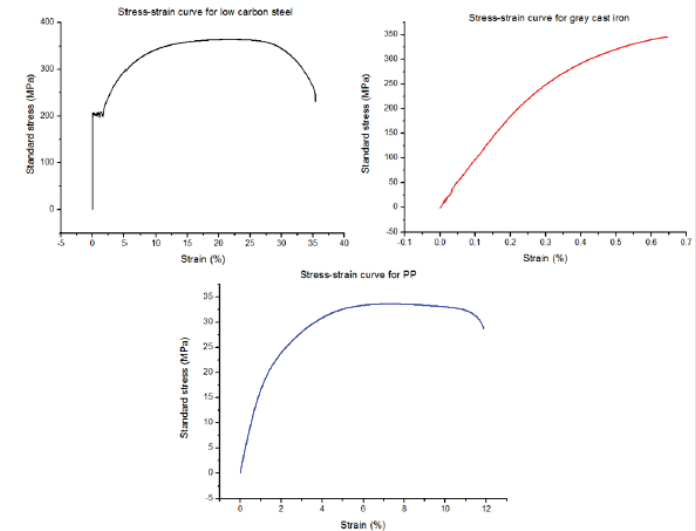 Stress-strain curve for low carbon steel
400
300
200
100
0
-5 0 5 10 15 20 25 30 35 40
Standard stress (MPa)
Strain (%)
Stress-strain curve for gray cast iron
350
300
250
200
150
100
50
0
-50
-0.1 0.0 0.1 0.2 0.3 0.4 0.5 0.6 0.7
Standard stress (MPa)
Strain (%)
Stress-strain curve for PP
35
30
25
20
15
10
5
0
-5
0 2 4 6 8 10 12
Standard stress (MPa)
Strain (%)